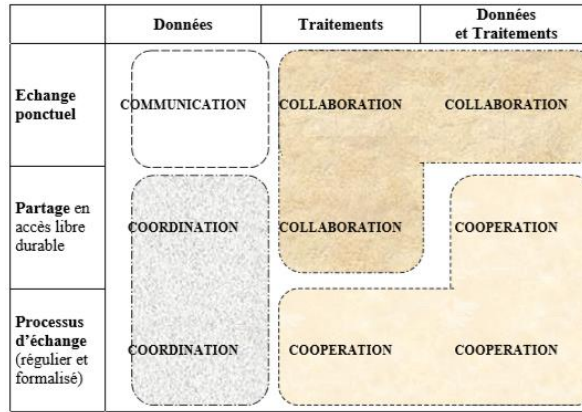 Données Traitements Données
et Traitements
Echange
ponctuel
COMMUNICATION COLLABORATION COLLABORATION
Partage en
accès libre
durable
COORDINATION COLLABORATION COOPERATION
Processus
d'échange
(régulier et
formalisé)
COORDINATION COOPERATION COOPERATION